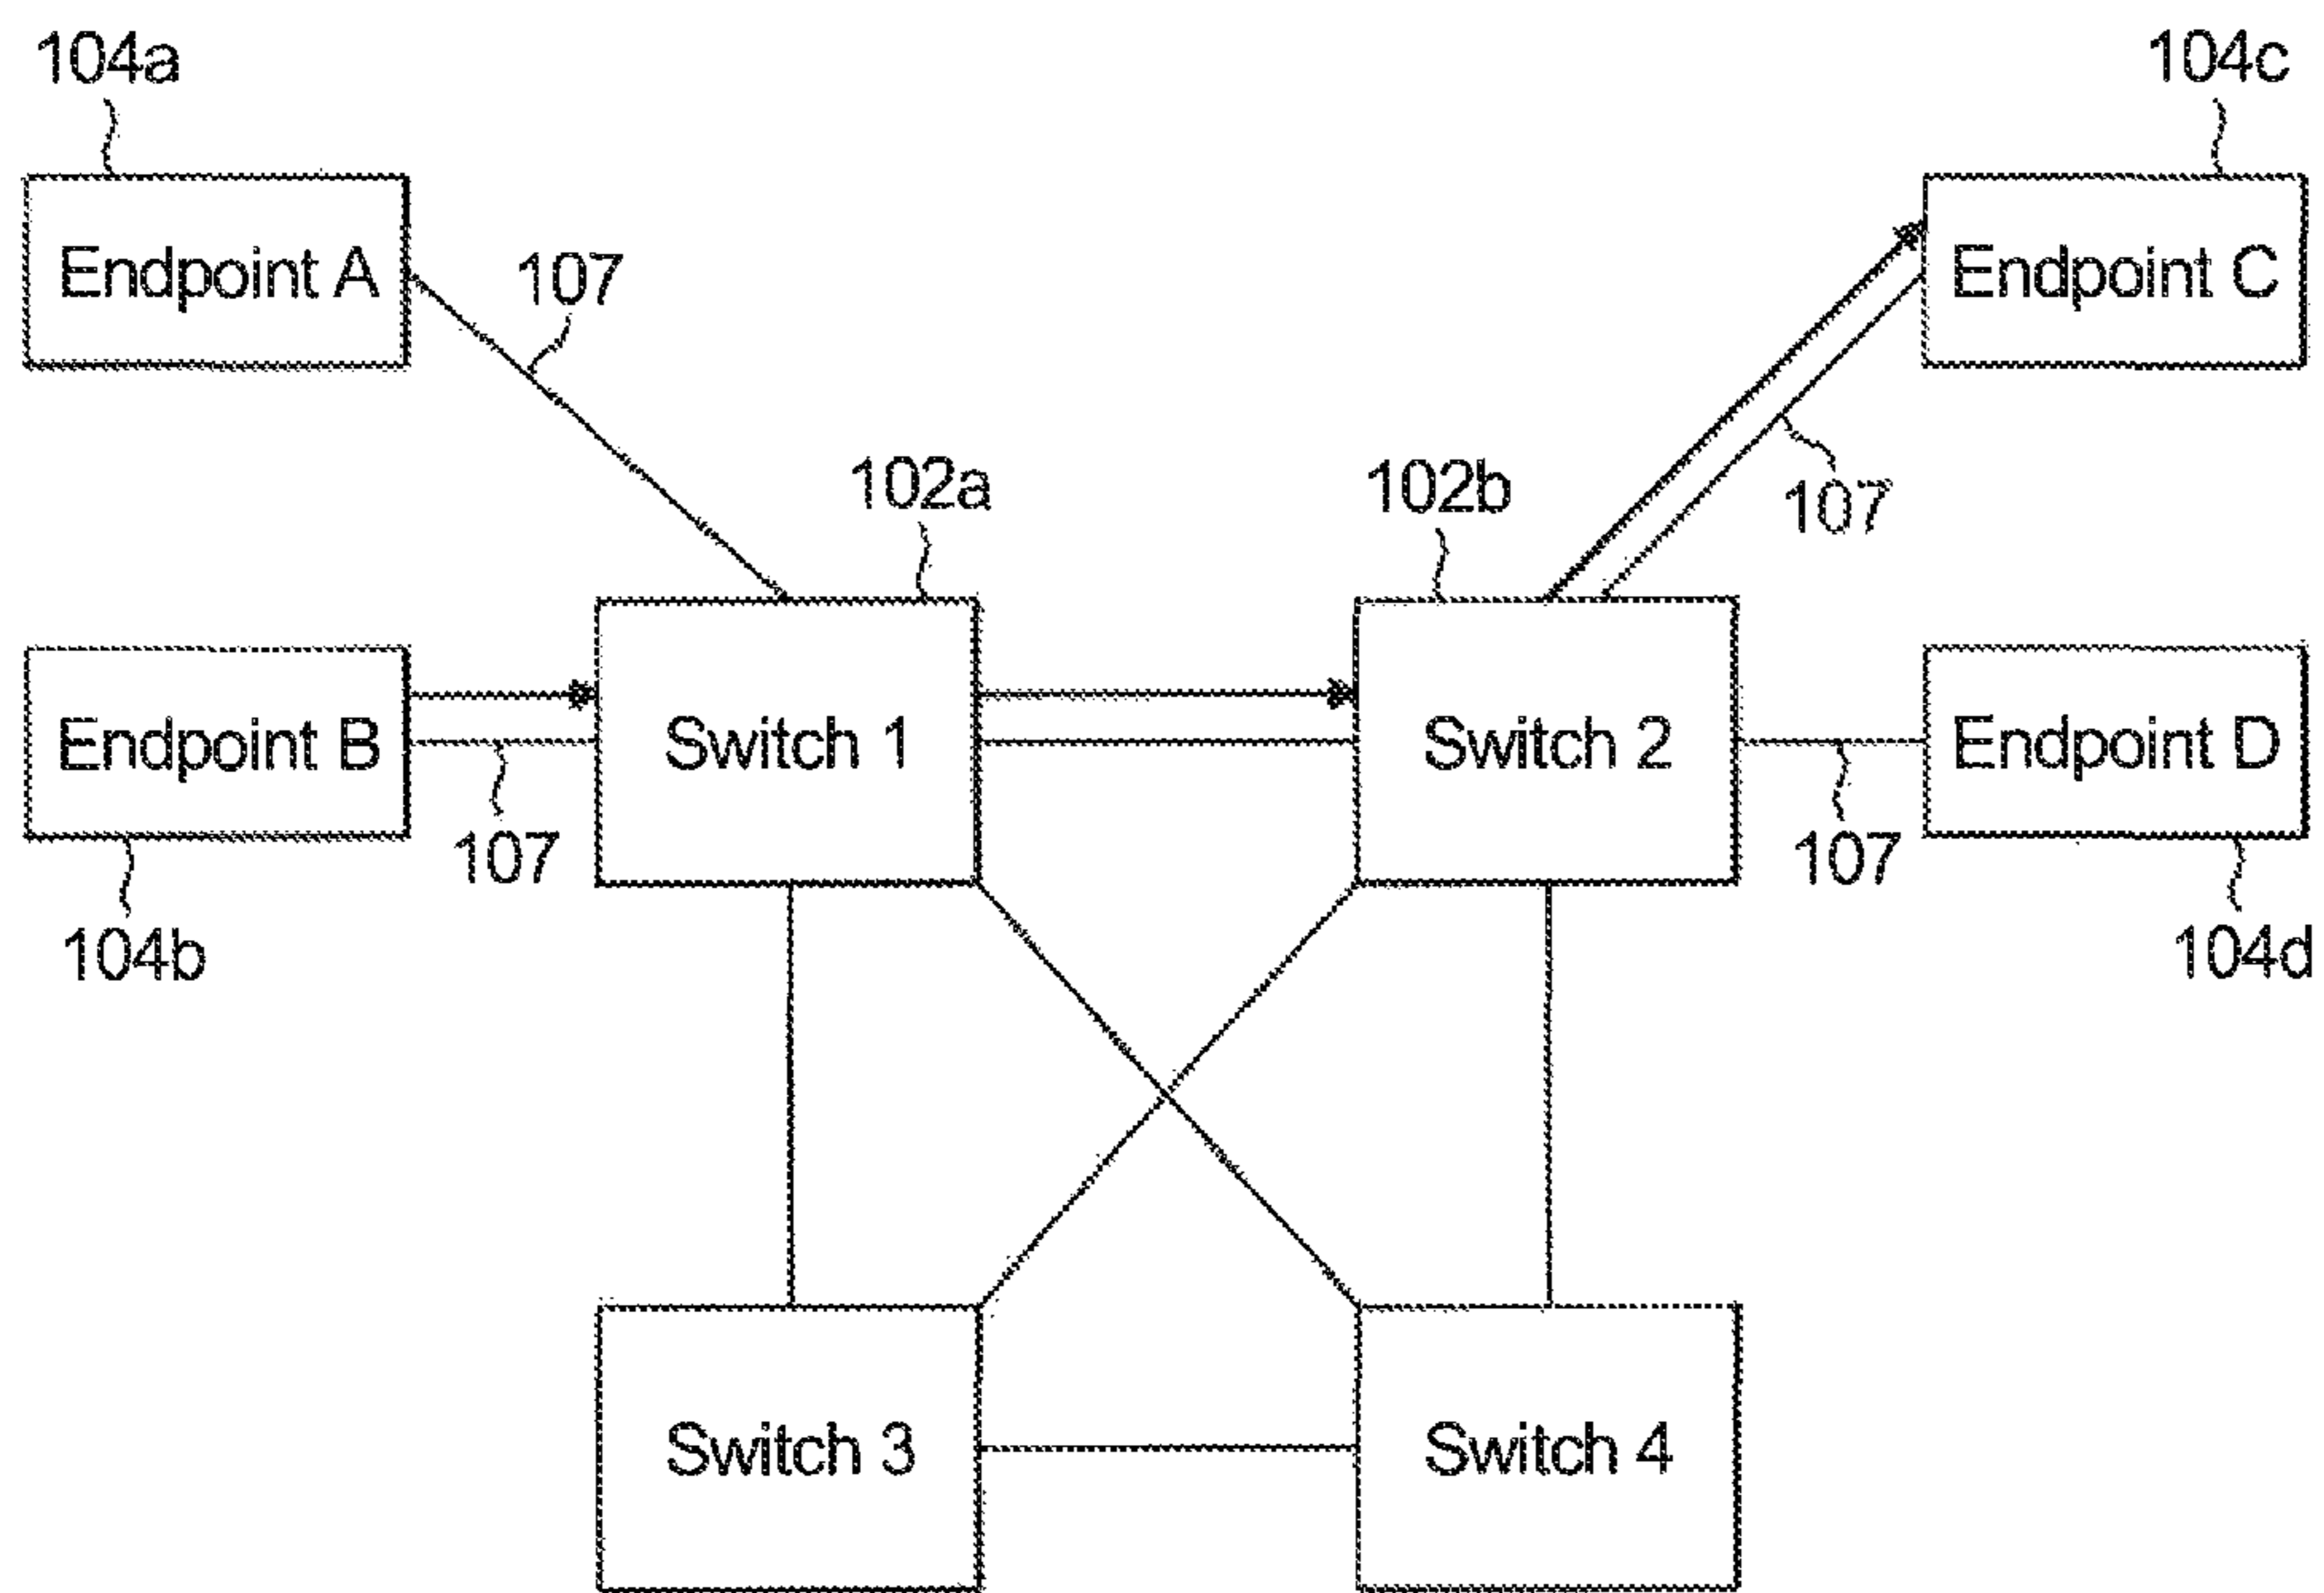 104a
104c
Endpoint A
107
Endpoint C
102a
102b
107
Endpoint B
Switch 1
Switch 2
Endpoint D
107
107
104b
104d
Switch 3
Switch 4